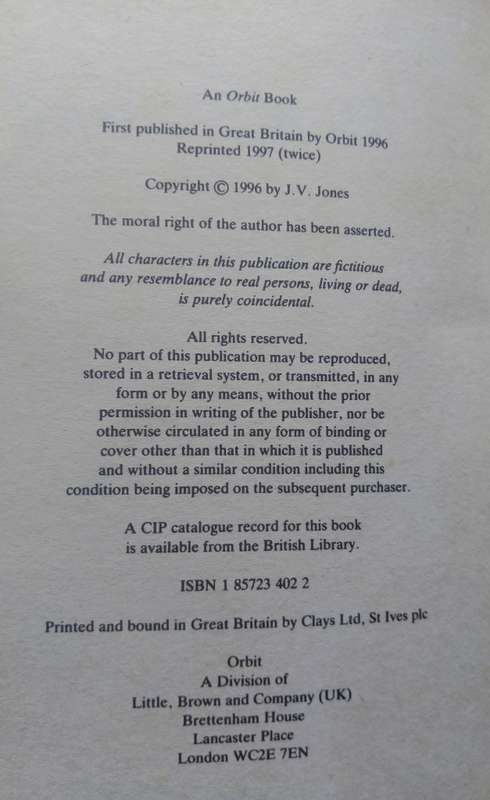 An Orbit Book
First published in Great Britain by Orbit 1996
Reprinted 1997 (twice)
Copyright © 1996 by J.V. Jones
The moral right of the author has been asserted.
All characters in this publication are fictitious
and any resemblance to real persons, living or dead,
is purely coincidental.
All rights reserved.
No part of this publication may be reproduced,
stored in a retrieval system, or transmitted, in any
form or by any means, without the prior
permission in writing of the publisher, nor be
otherwise circulated in any form of binding or
cover other than that in which it is published
and without a similar condition including this
condition being imposed on the subsequent purchaser.
A CIP catalogue record for this book
is available from the British Library.
ISBN 1 85723 402 2
Printed and bound in Great Britain by Clays Ltd, St Ives plc
Orbit
A Division of
Little, Brown and Company (UK)
Brettenham House
Lancaster Place
London WC2E 7EN